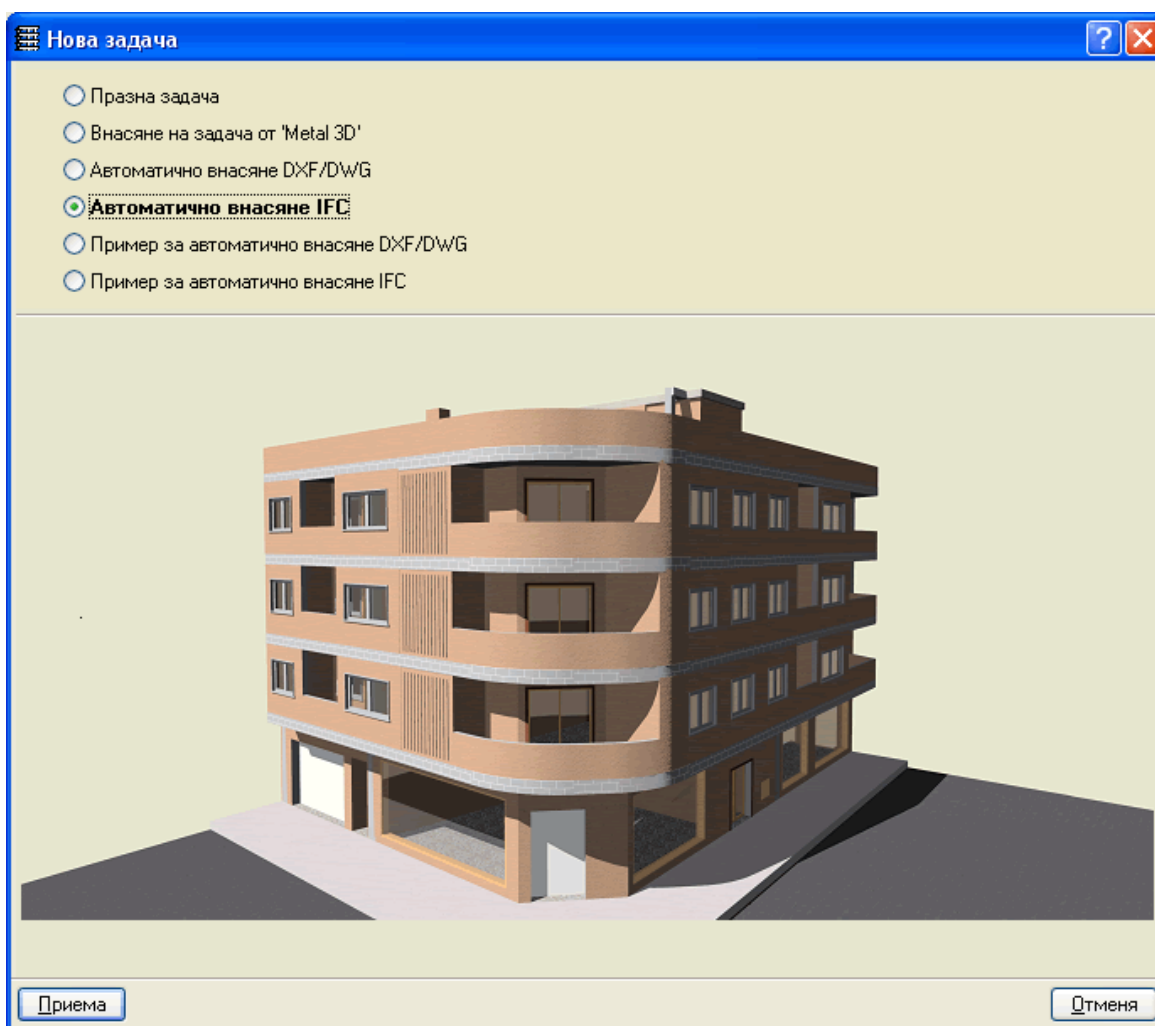 Нова задача
Празна задача
Внасяне на задача от 'Metal 3D'
Автоматично внасяне DXF/DWG
Автоматично внасяне IFC
Пример за автоматично внасяне DXF/DWG
Пример за автоматично внасяне IFC
Приема
Отменя